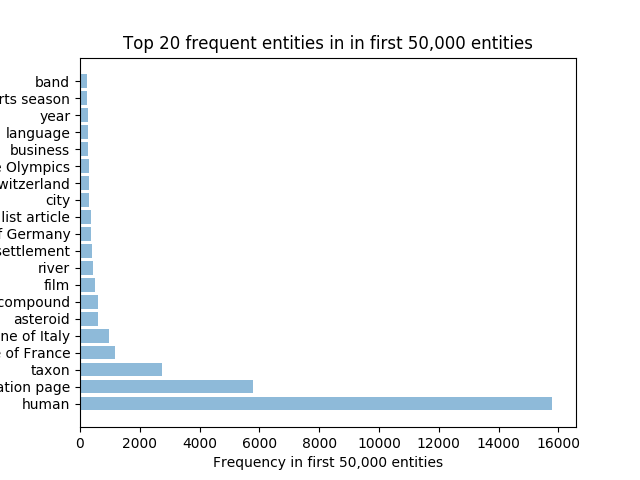 Top 20 frequent entities in in first 50,000 entities
band
rts season
year
language
business
e Olympics
witzerland
city
list article
f Germany
settlement
river
film
compound
asteroid
ne of Italy
e of France
taxon
ation page
human
0 2000 4000 6000 8000 10000 12000 14000 16000
Frequency in first 50,000 entities